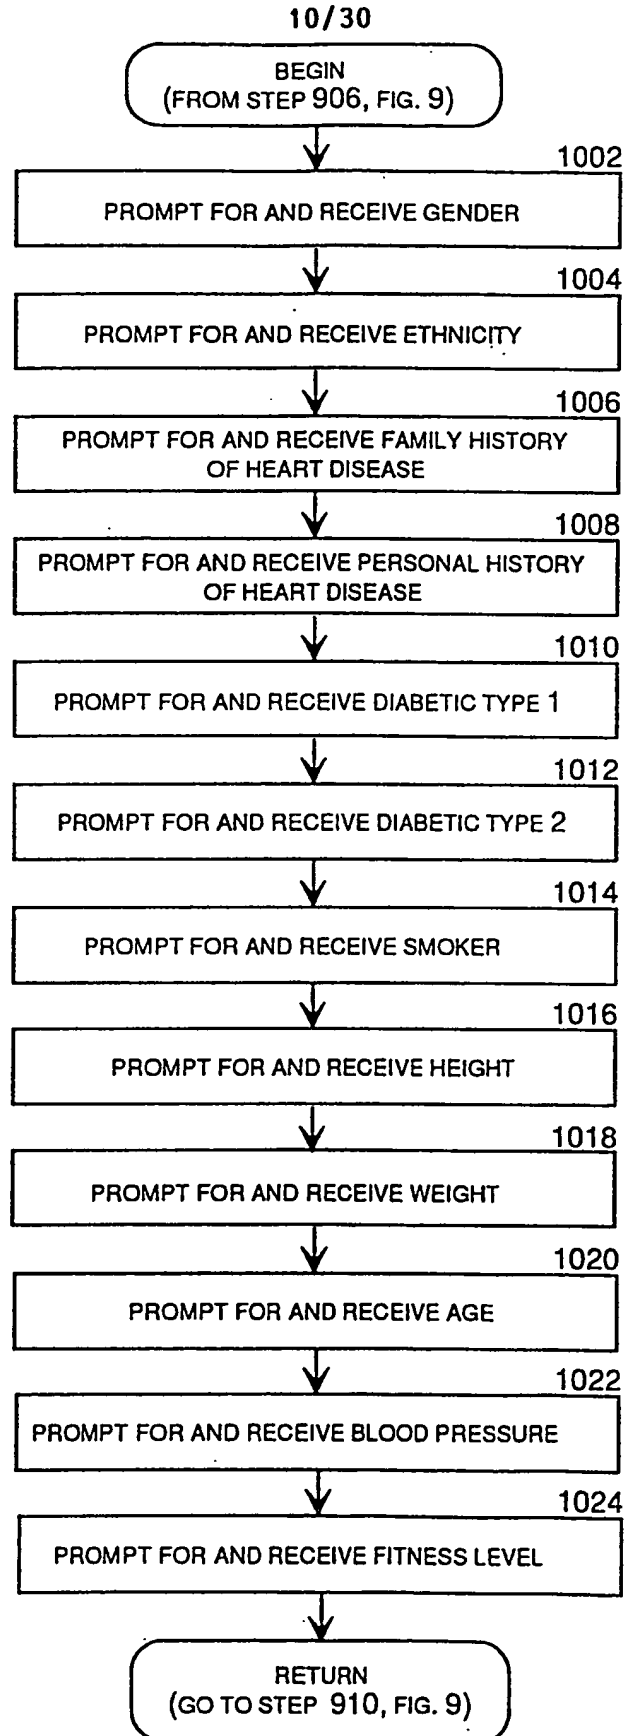 10/30
BEGIN
(FROM STEP 906, FIG. 9)
1002
PROMPT FOR AND RECEIVE GENDER
1004
PROMPT FOR AND RECEIVE ETHNICITY
1006
PROMPT FOR AND RECEIVE FAMILY HISTORY
OF HEART DISEASE
1008
PROMPT FOR AND RECEIVE PERSONAL HISTORY
OF HEART DISEASE
1010
PROMPT FOR AND RECEIVE DIABETIC TYPE 1
1012
PROMPT FOR AND RECEIVE DIABETIC TYPE 2
1014
PROMPT FOR AND RECEIVE SMOKER
1016
PROMPT FOR AND RECEIVE HEIGHT
1018
PROMPT FOR AND RECEIVE WEIGHT
1020
PROMPT FOR AND RECEIVE AGE
1022
PROMPT FOR AND RECEIVE BLOOD PRESSURE
1024
PROMPT FOR AND RECEIVE FITNESS LEVEL
RETURN
(GO TO STEP 910, FIG. 9)